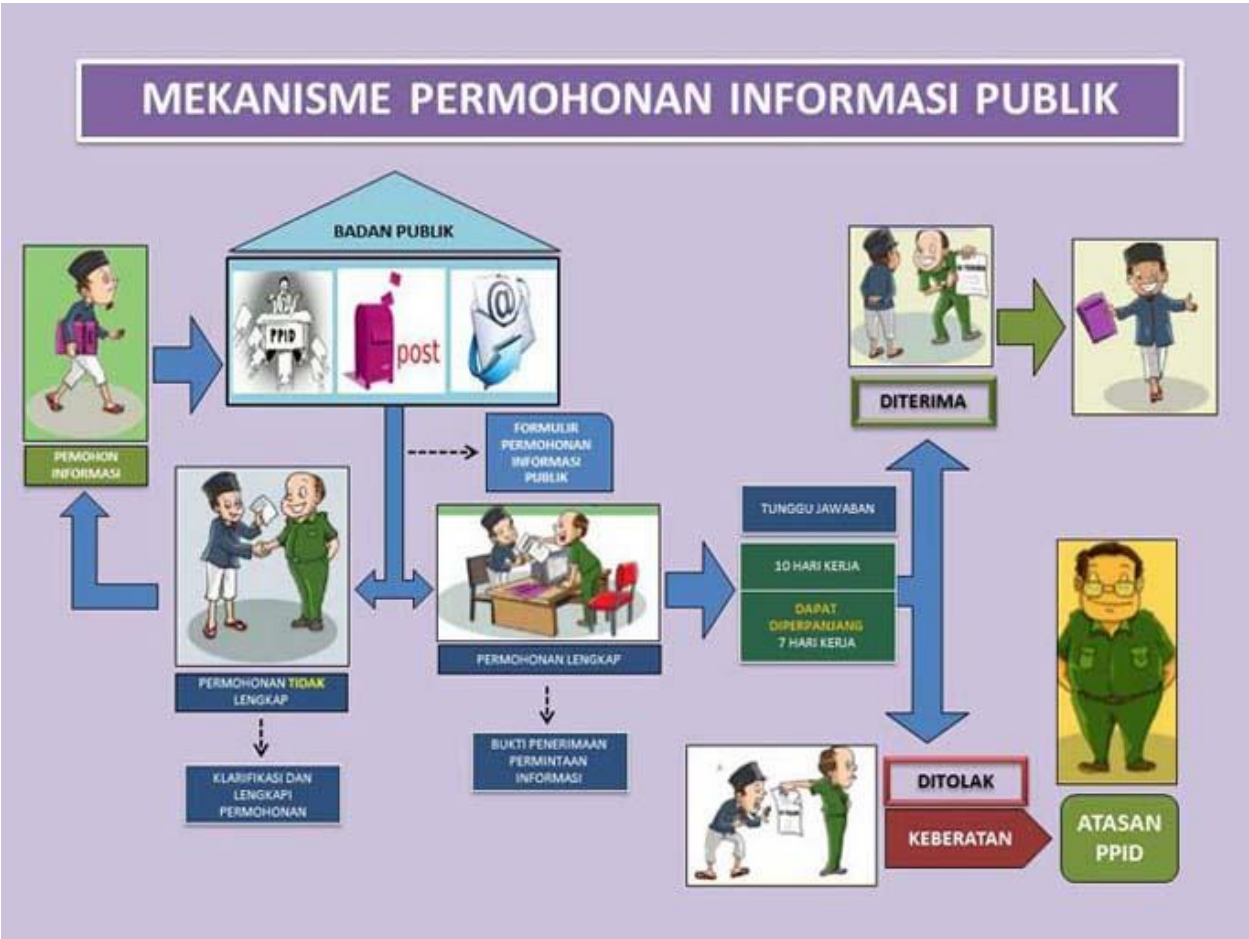 MEKANISME PERMOHONAN INFORMASI PUBLIK
BADAN PUBLIK
PPID
post
@
PEMOHON
INFORMASI
FORMULIR
PERMOHONAN
INFORMASI
PUBLIK
PERMOHONAN TIDAK
LENGKAP
KLARIFIKASI DAN
LENGKAPI
PERMOHONAN
PERMOHONAN LENGKAP
BUKTI PENERIMAAN
PERMINTAAN
INFORMASI
TUNGGU JAWABAN
10 HARI KERJA
DAPAT
DIPERPANJANG
7 HARI KERJA
DITERIMA
DITOLAK
KEBERATAN
ATASAN
PPID